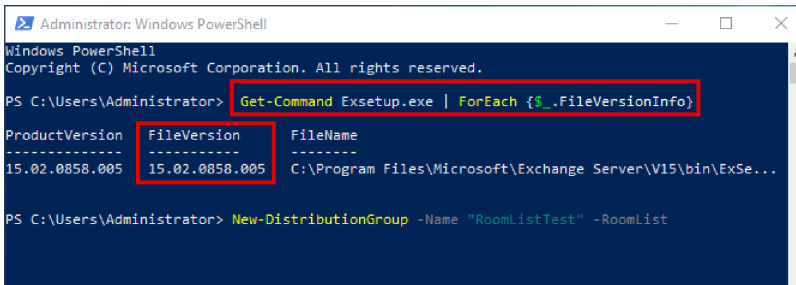 Administrator: Windows PowerShell
Windows PowerShell
Copyright (C) Microsoft Corporation. All rights reserved.
PS C:\Users\Administrator> Get-Command Exsetup.exe | ForEach {$_.FileVersionInfo}
ProductVersion FileVersion FileName
-------------- ----------- --------
15.02.0858.005 15.02.0858.005 C:\Program Files\Microsoft\Exchange Server\V15\bin\ExSe...
PS C:\Users\Administrator> New-DistributionGroup -Name "RoomListTest" -RoomList